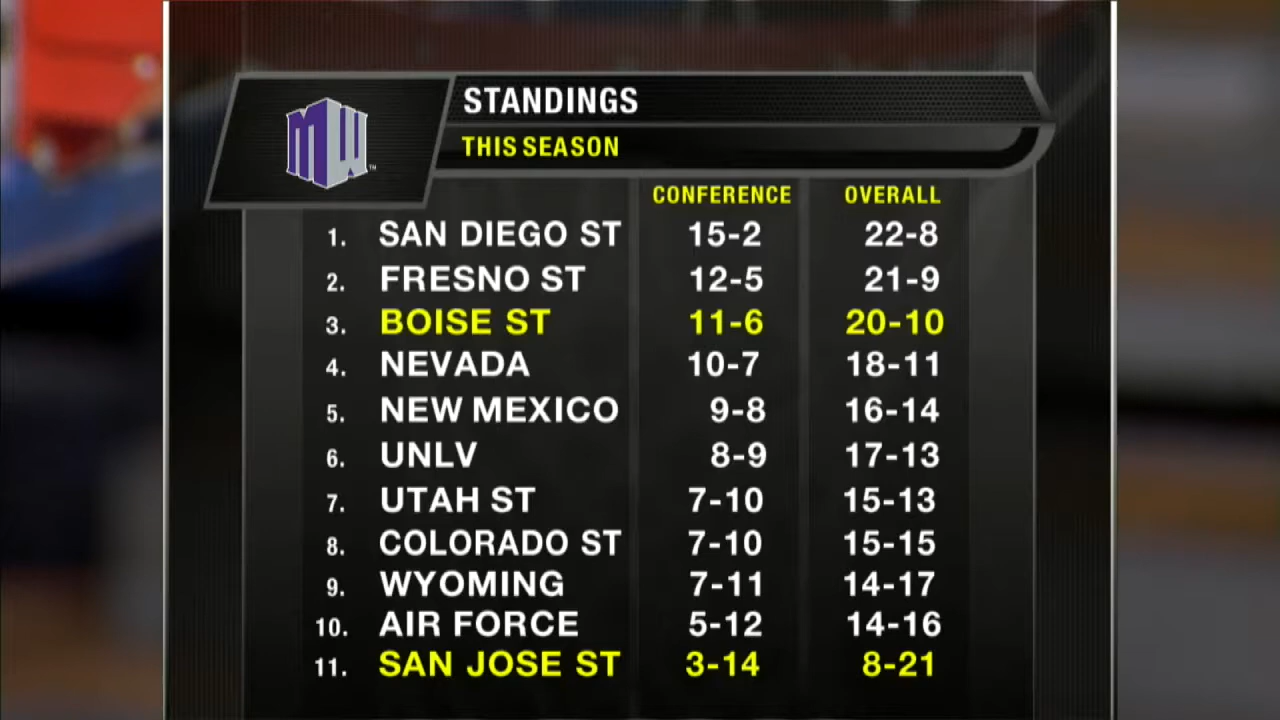 MW™
STANDINGS
THIS SEASON
CONFERENCE OVERALL
1. SAN DIEGO ST 15-2 22-8
2. FRESNO ST 12-5 21-9
3. BOISE ST 11-6 20-10
4. NEVADA 10-7 18-11
5. NEW MEXICO 9-8 16-14
6. UNLV 8-9 17-13
7. UTAH ST 7-10 15-13
8. COLORADO ST 7-10 15-15
9. WYOMING 7-11 14-17
10. AIR FORCE 5-12 14-16
11. SAN JOSE ST 3-14 8-21